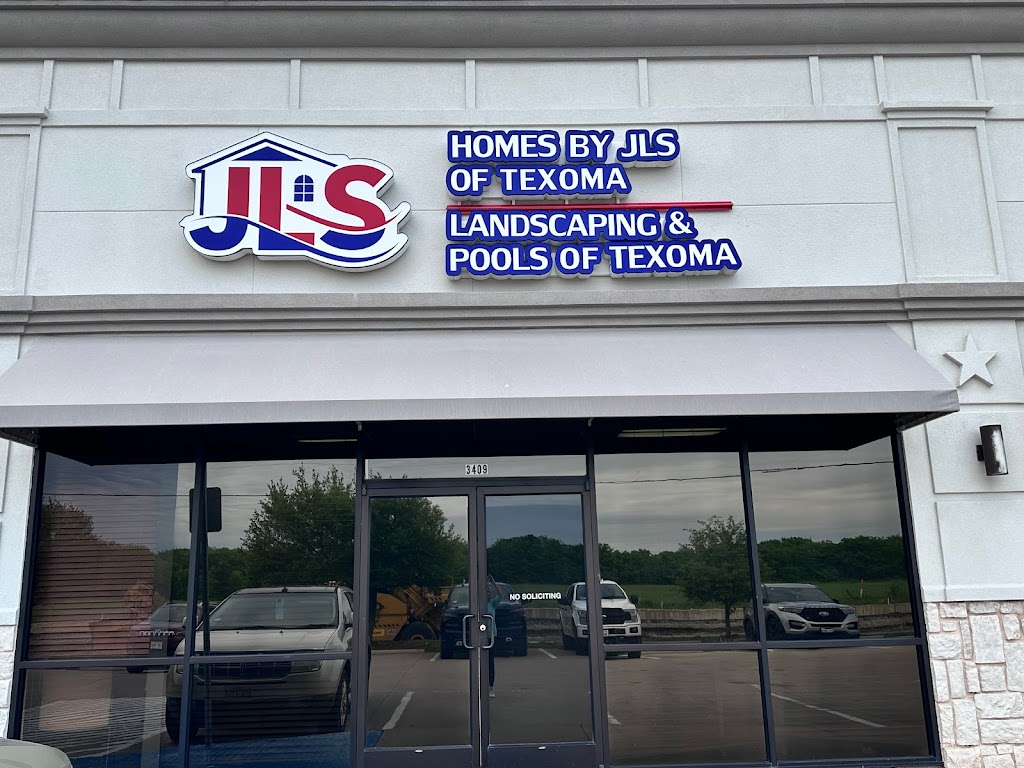 JLS
HOMES BY JLS
OF TEXOMA
LANDSCAPING &
POOLS OF TEXOMA
3409
NO SOLICITING